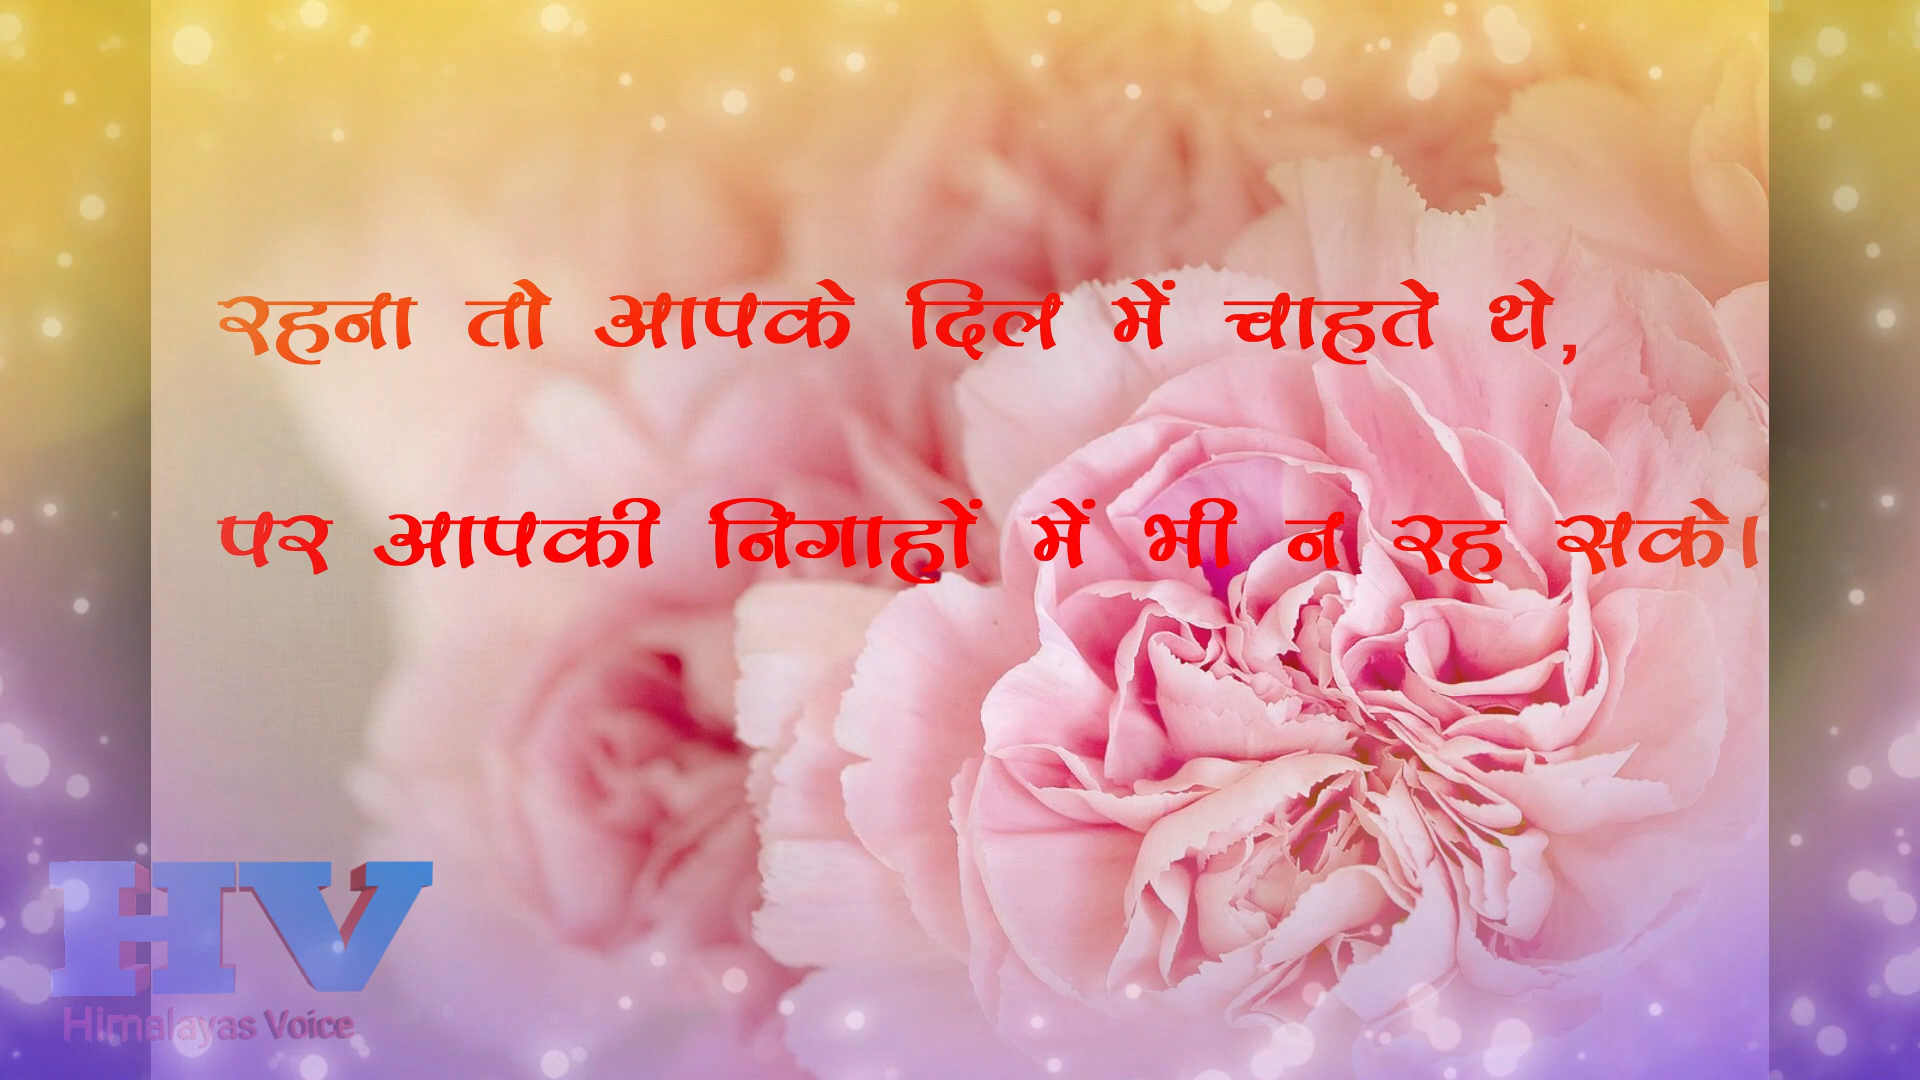 रहना तो आपके दिल में चाहते थे,
पर आपकी निगाहों में भी न रह सके।
HV
Himalayas Voice